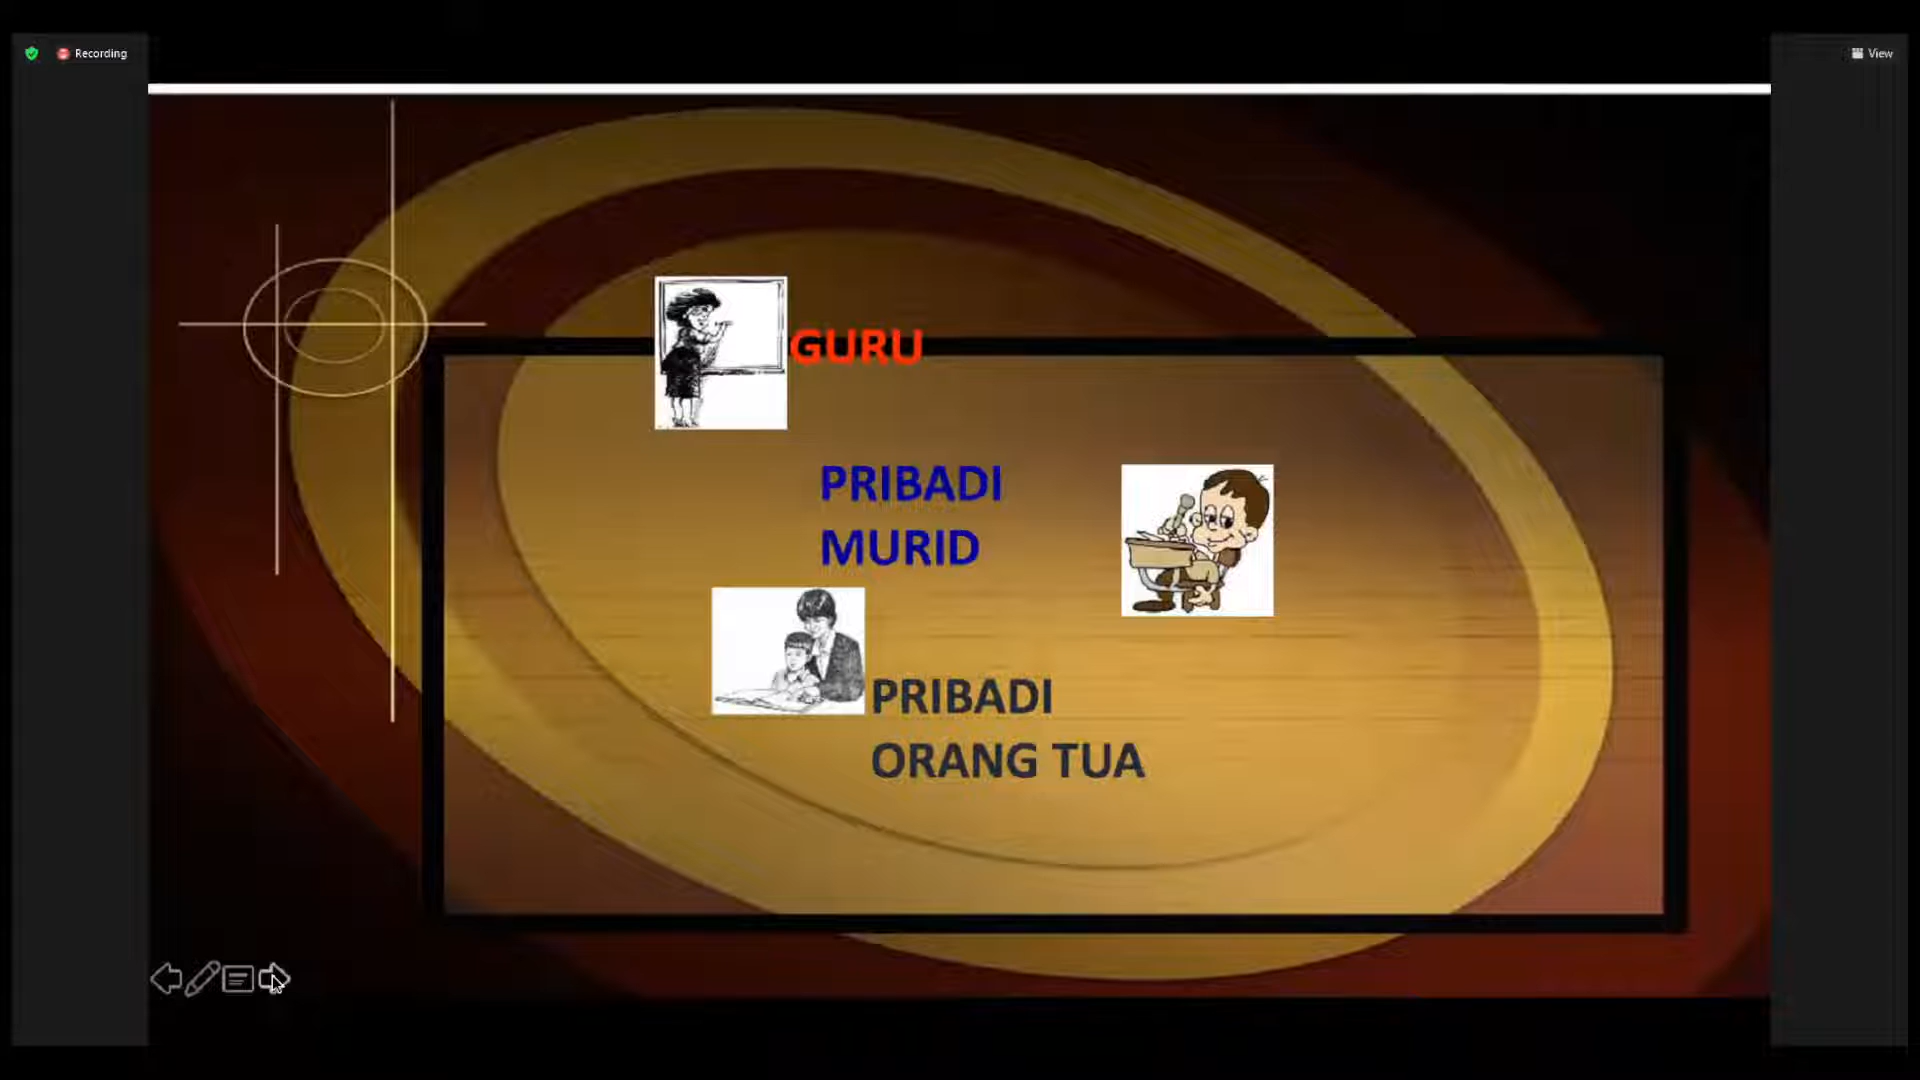 Recording
View
GURU
PRIBADI
MURID
PRIBADI
ORANG TUA